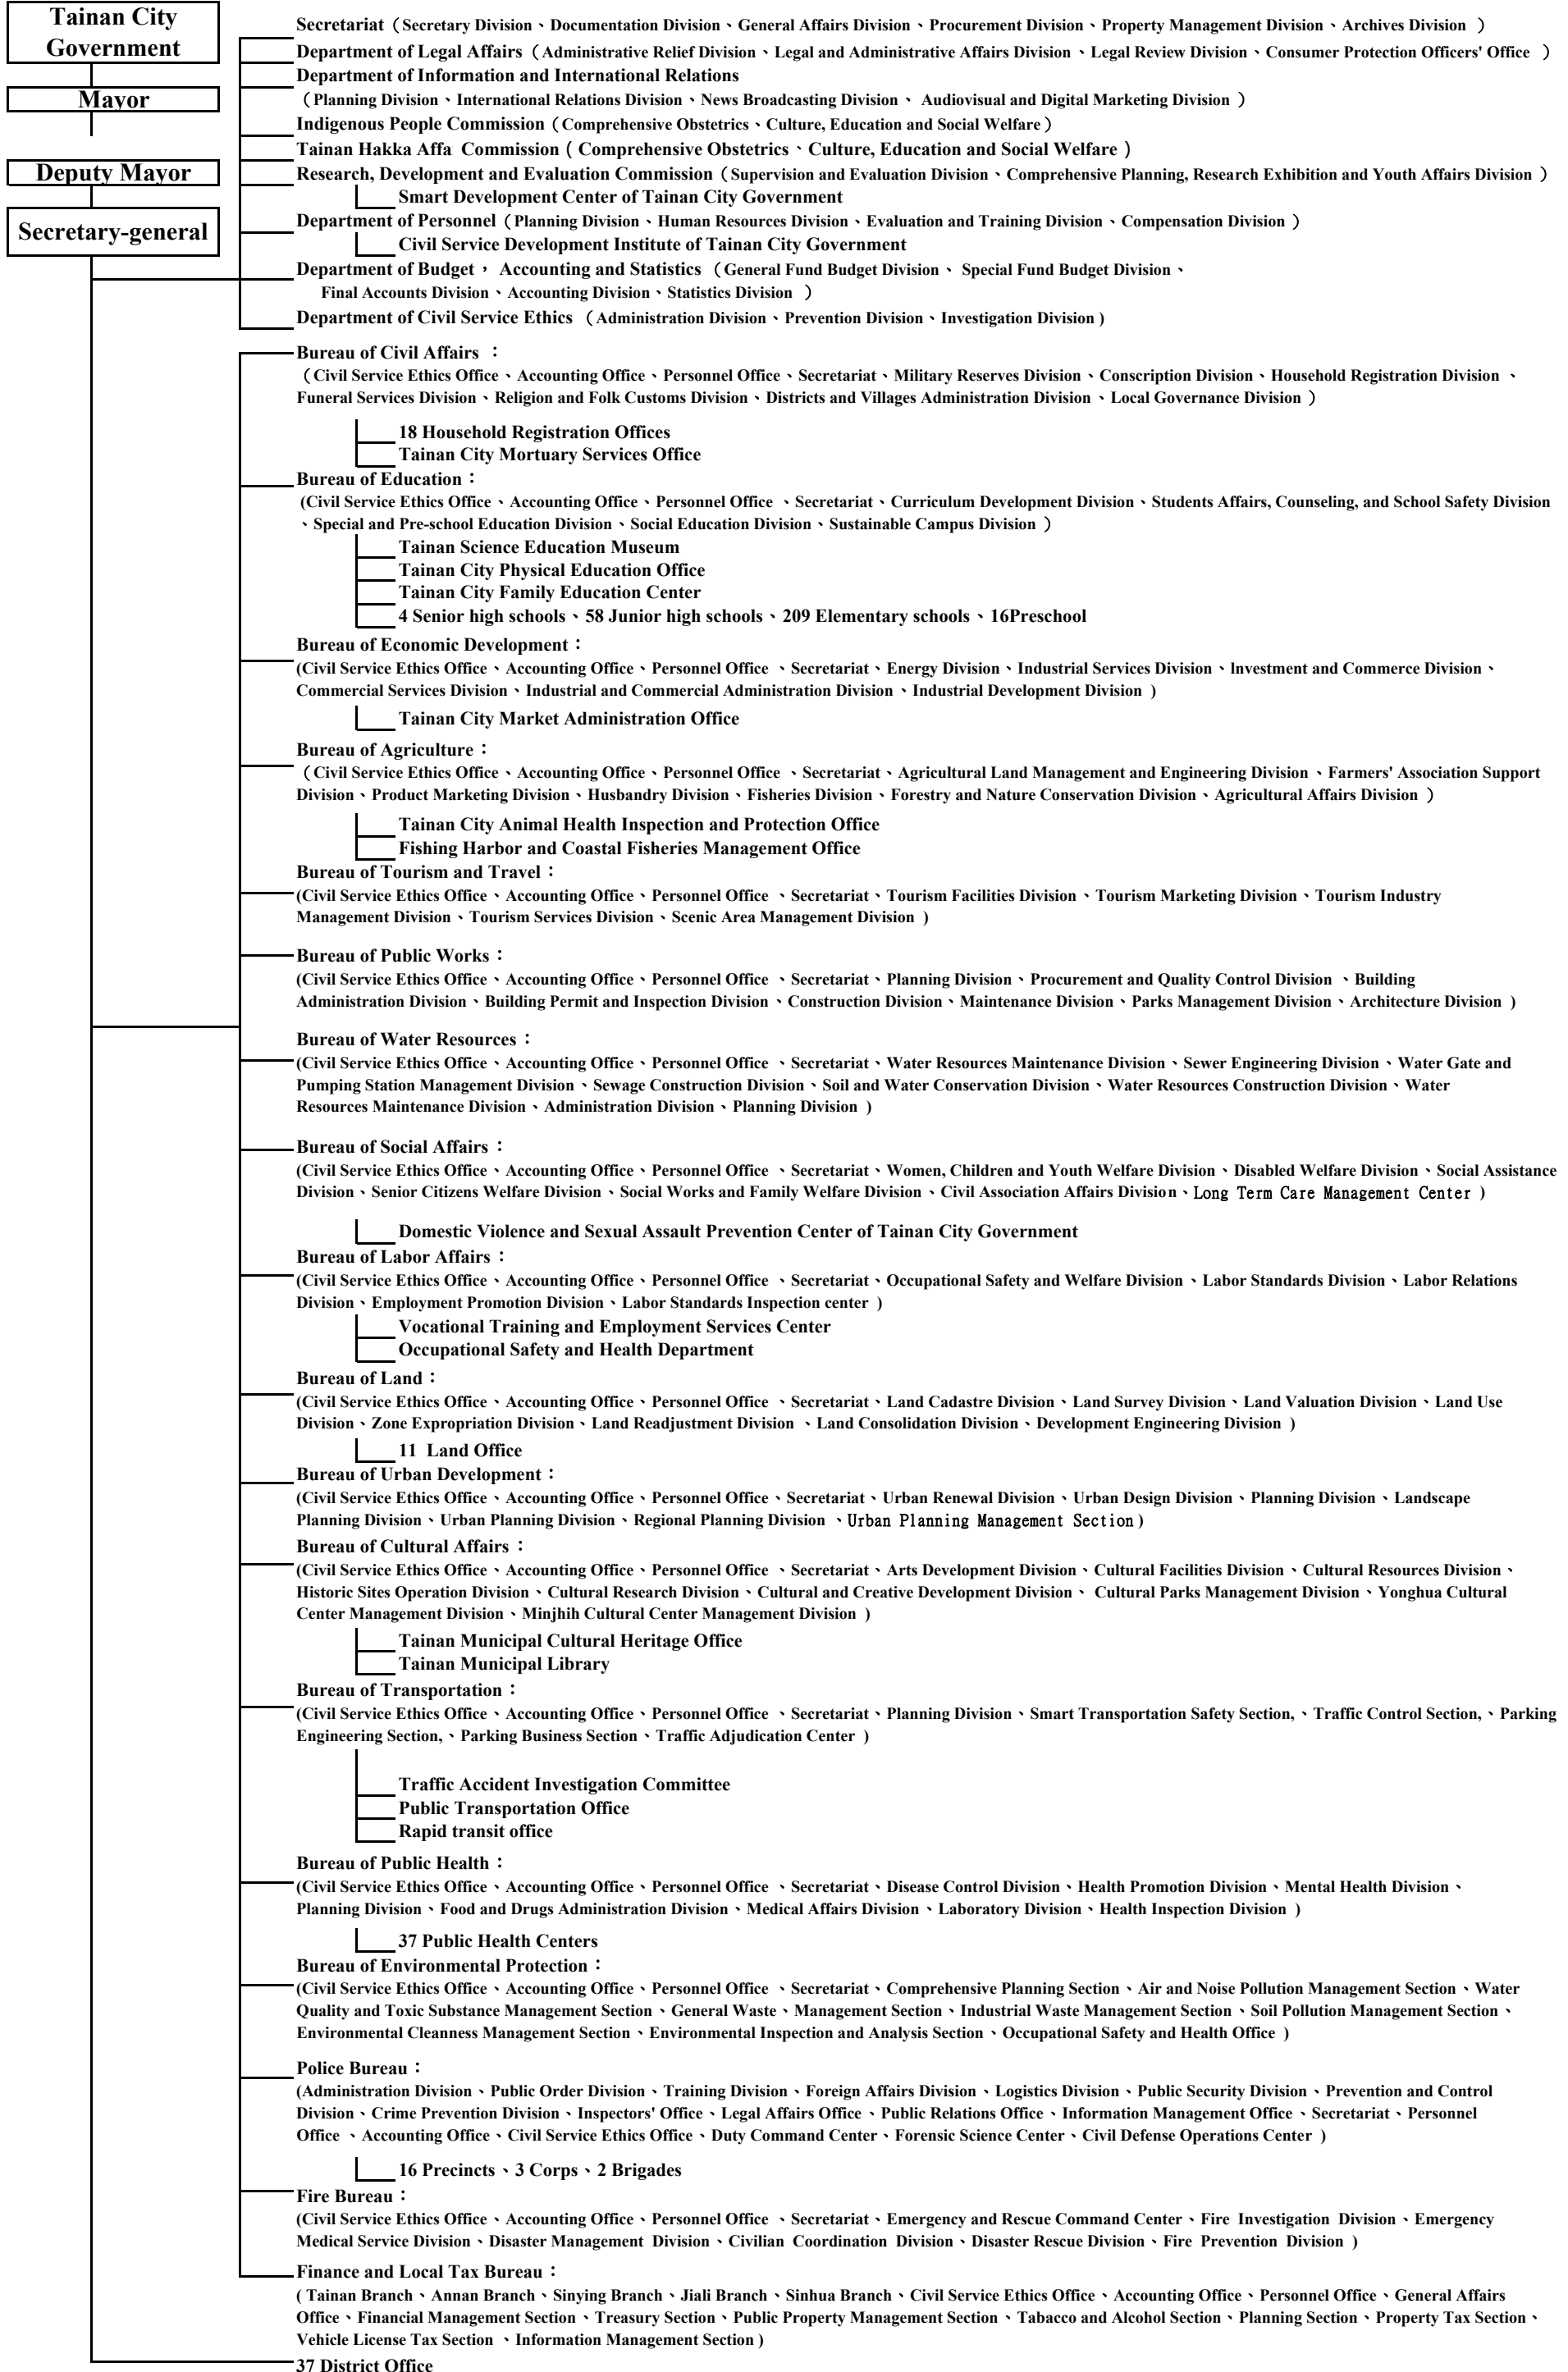 Tainan City
Government
Mayor
Deputy Mayor
Secretary-general
Secretariat（Secretary Division、Documentation Division、General Affairs Division、Procurement Division、Property Management Division、Archives Division ）
Department of Legal Affairs（Administrative Relief Division、Legal and Administrative Affairs Division、Legal Review Division、Consumer Protection Officers' Office ）
Department of Information and International Relations
（Planning Division、International Relations Division、News Broadcasting Division、 Audiovisual and Digital Marketing Division ）
Indigenous People Commission（Comprehensive Obstetrics、Culture, Education and Social Welfare）
Tainan Hakka Affa Commission（Comprehensive Obstetrics、Culture, Education and Social Welfare ）
Research, Development and Evaluation Commission（Supervision and Evaluation Division、Comprehensive Planning, Research Exhibition and Youth Affairs Division ）
Smart Development Center of Tainan City Government
Department of Personnel（Planning Division、Human Resources Division、Evaluation and Training Division、Compensation Division ）
Civil Service Development Institute of Tainan City Government
Department of Budget， Accounting and Statistics （General Fund Budget Division、 Special Fund Budget Division、
Final Accounts Division、Accounting Division、Statistics Division ）
Department of Civil Service Ethics （Administration Division、Prevention Division、Investigation Division )
Bureau of Civil Affairs ：
（Civil Service Ethics Office、Accounting Office、Personnel Office、Secretariat、Military Reserves Division、Conscription Division、Household Registration Division 、
Funeral Services Division、Religion and Folk Customs Division、Districts and Villages Administration Division、Local Governance Division ）
18 Household Registration Offices
Tainan City Mortuary Services Office
Bureau of Education：
(Civil Service Ethics Office、Accounting Office、Personnel Office 、Secretariat、Curriculum Development Division、Students Affairs, Counseling, and School Safety Division
、Special and Pre-school Education Division、Social Education Division、Sustainable Campus Division ）
Tainan Science Education Museum
Tainan City Physical Education Office
Tainan City Family Education Center
4 Senior high schools、58 Junior high schools、209 Elementary schools、16Preschool
Bureau of Economic Development：
(Civil Service Ethics Office、Accounting Office、Personnel Office 、Secretariat、Energy Division、Industrial Services Division、lnvestment and Commerce Division、
Commercial Services Division、Industrial and Commercial Administration Division、Industrial Development Division )
Tainan City Market Administration Office
Bureau of Agriculture：
（Civil Service Ethics Office、Accounting Office、Personnel Office 、Secretariat、Agricultural Land Management and Engineering Division、Farmers' Association Support
Division、Product Marketing Division、Husbandry Division、Fisheries Division、Forestry and Nature Conservation Division、Agricultural Affairs Division ）
Tainan City Animal Health Inspection and Protection Office
Fishing Harbor and Coastal Fisheries Management Office
Bureau of Tourism and Travel：
(Civil Service Ethics Office、Accounting Office、Personnel Office 、Secretariat、Tourism Facilities Division、Tourism Marketing Division、Tourism Industry
Management Division、Tourism Services Division、Scenic Area Management Division )
Bureau of Public Works：
(Civil Service Ethics Office、Accounting Office、Personnel Office 、Secretariat、Planning Division、Procurement and Quality Control Division 、Building
Administration Division、Building Permit and Inspection Division、Construction Division、Maintenance Division、Parks Management Division、Architecture Division )
Bureau of Water Resources：
(Civil Service Ethics Office、Accounting Office、Personnel Office 、Secretariat、Water Resources Maintenance Division、Sewer Engineering Division、Water Gate and
Pumping Station Management Division、Sewage Construction Division、Soil and Water Conservation Division、Water Resources Construction Division、Water
Resources Maintenance Division、Administration Division、Planning Division )
Bureau of Social Affairs：
(Civil Service Ethics Office、Accounting Office、Personnel Office 、Secretariat、Women, Children and Youth Welfare Division、Disabled Welfare Division、Social Assistance
Division、Senior Citizens Welfare Division、Social Works and Family Welfare Division、Civil Association Affairs Division、Long Term Care Management Center )
Domestic Violence and Sexual Assault Prevention Center of Tainan City Government
Bureau of Labor Affairs：
(Civil Service Ethics Office、Accounting Office、Personnel Office 、Secretariat、Occupational Safety and Welfare Division、Labor Standards Division、Labor Relations
Division、Employment Promotion Division、Labor Standards Inspection center )
Vocational Training and Employment Services Center
Occupational Safety and Health Department
Bureau of Land：
(Civil Service Ethics Office、Accounting Office、Personnel Office 、Secretariat、Land Cadastre Division、Land Survey Division、Land Valuation Division、Land Use
Division、Zone Expropriation Division、Land Readjustment Division 、Land Consolidation Division、Development Engineering Division )
11 Land Office
Bureau of Urban Development：
(Civil Service Ethics Office、Accounting Office、Personnel Office、Secretariat、Urban Renewal Division、Urban Design Division、Planning Division、Landscape
Planning Division、Urban Planning Division、Regional Planning Division 、Urban Planning Management Section)
Bureau of Cultural Affairs：
(Civil Service Ethics Office、Accounting Office、Personnel Office 、Secretariat、Arts Development Division、Cultural Facilities Division、Cultural Resources Division、
Historic Sites Operation Division、Cultural Research Division、Cultural and Creative Development Division、 Cultural Parks Management Division、Yonghua Cultural
Center Management Division、Minjhih Cultural Center Management Division )
Tainan Municipal Cultural Heritage Office
Tainan Municipal Library
Bureau of Transportation：
(Civil Service Ethics Office、Accounting Office、Personnel Office 、Secretariat、Planning Division、Smart Transportation Safety Section,、Traffic Control Section,、Parking
Engineering Section,、Parking Business Section、Traffic Adjudication Center )
Traffic Accident Investigation Committee
Public Transportation Office
Rapid transit office
Bureau of Public Health：
(Civil Service Ethics Office、Accounting Office、Personnel Office 、Secretariat、Disease Control Division、Health Promotion Division、Mental Health Division、
Planning Division、Food and Drugs Administration Division、Medical Affairs Division、Laboratory Division、Health Inspection Division )
37 Public Health Centers
Bureau of Environmental Protection：
(Civil Service Ethics Office、Accounting Office、Personnel Office 、Secretariat、Comprehensive Planning Section、Air and Noise Pollution Management Section、Water
Quality and Toxic Substance Management Section、General Waste、Management Section、Industrial Waste Management Section、Soil Pollution Management Section、
Environmental Cleanness Management Section、Environmental Inspection and Analysis Section、Occupational Safety and Health Office )
Police Bureau：
(Administration Division、Public Order Division、Training Division、Foreign Affairs Division、Logistics Division、Public Security Division、Prevention and Control
Division、Crime Prevention Division、Inspectors' Office、Legal Affairs Office、Public Relations Office、Information Management Office、Secretariat、Personnel
Office 、Accounting Office、Civil Service Ethics Office、Duty Command Center、Forensic Science Center、Civil Defense Operations Center )
16 Precincts、3 Corps、2 Brigades
Fire Bureau：
(Civil Service Ethics Office、Accounting Office、Personnel Office 、Secretariat、Emergency and Rescue Command Center、Fire Investigation Division、Emergency
Medical Service Division、Disaster Management Division、Civilian Coordination Division、Disaster Rescue Division、Fire Prevention Division )
Finance and Local Tax Bureau：
( Tainan Branch、Annan Branch、Sinying Branch、Jiali Branch、Sinhua Branch、Civil Service Ethics Office、Accounting Office、Personnel Office、General Affairs
Office、Financial Management Section、Treasury Section、Public Property Management Section、Tabacco and Alcohol Section、Planning Section、Property Tax Section、
Vehicle License Tax Section 、Information Management Section )
37 District Office